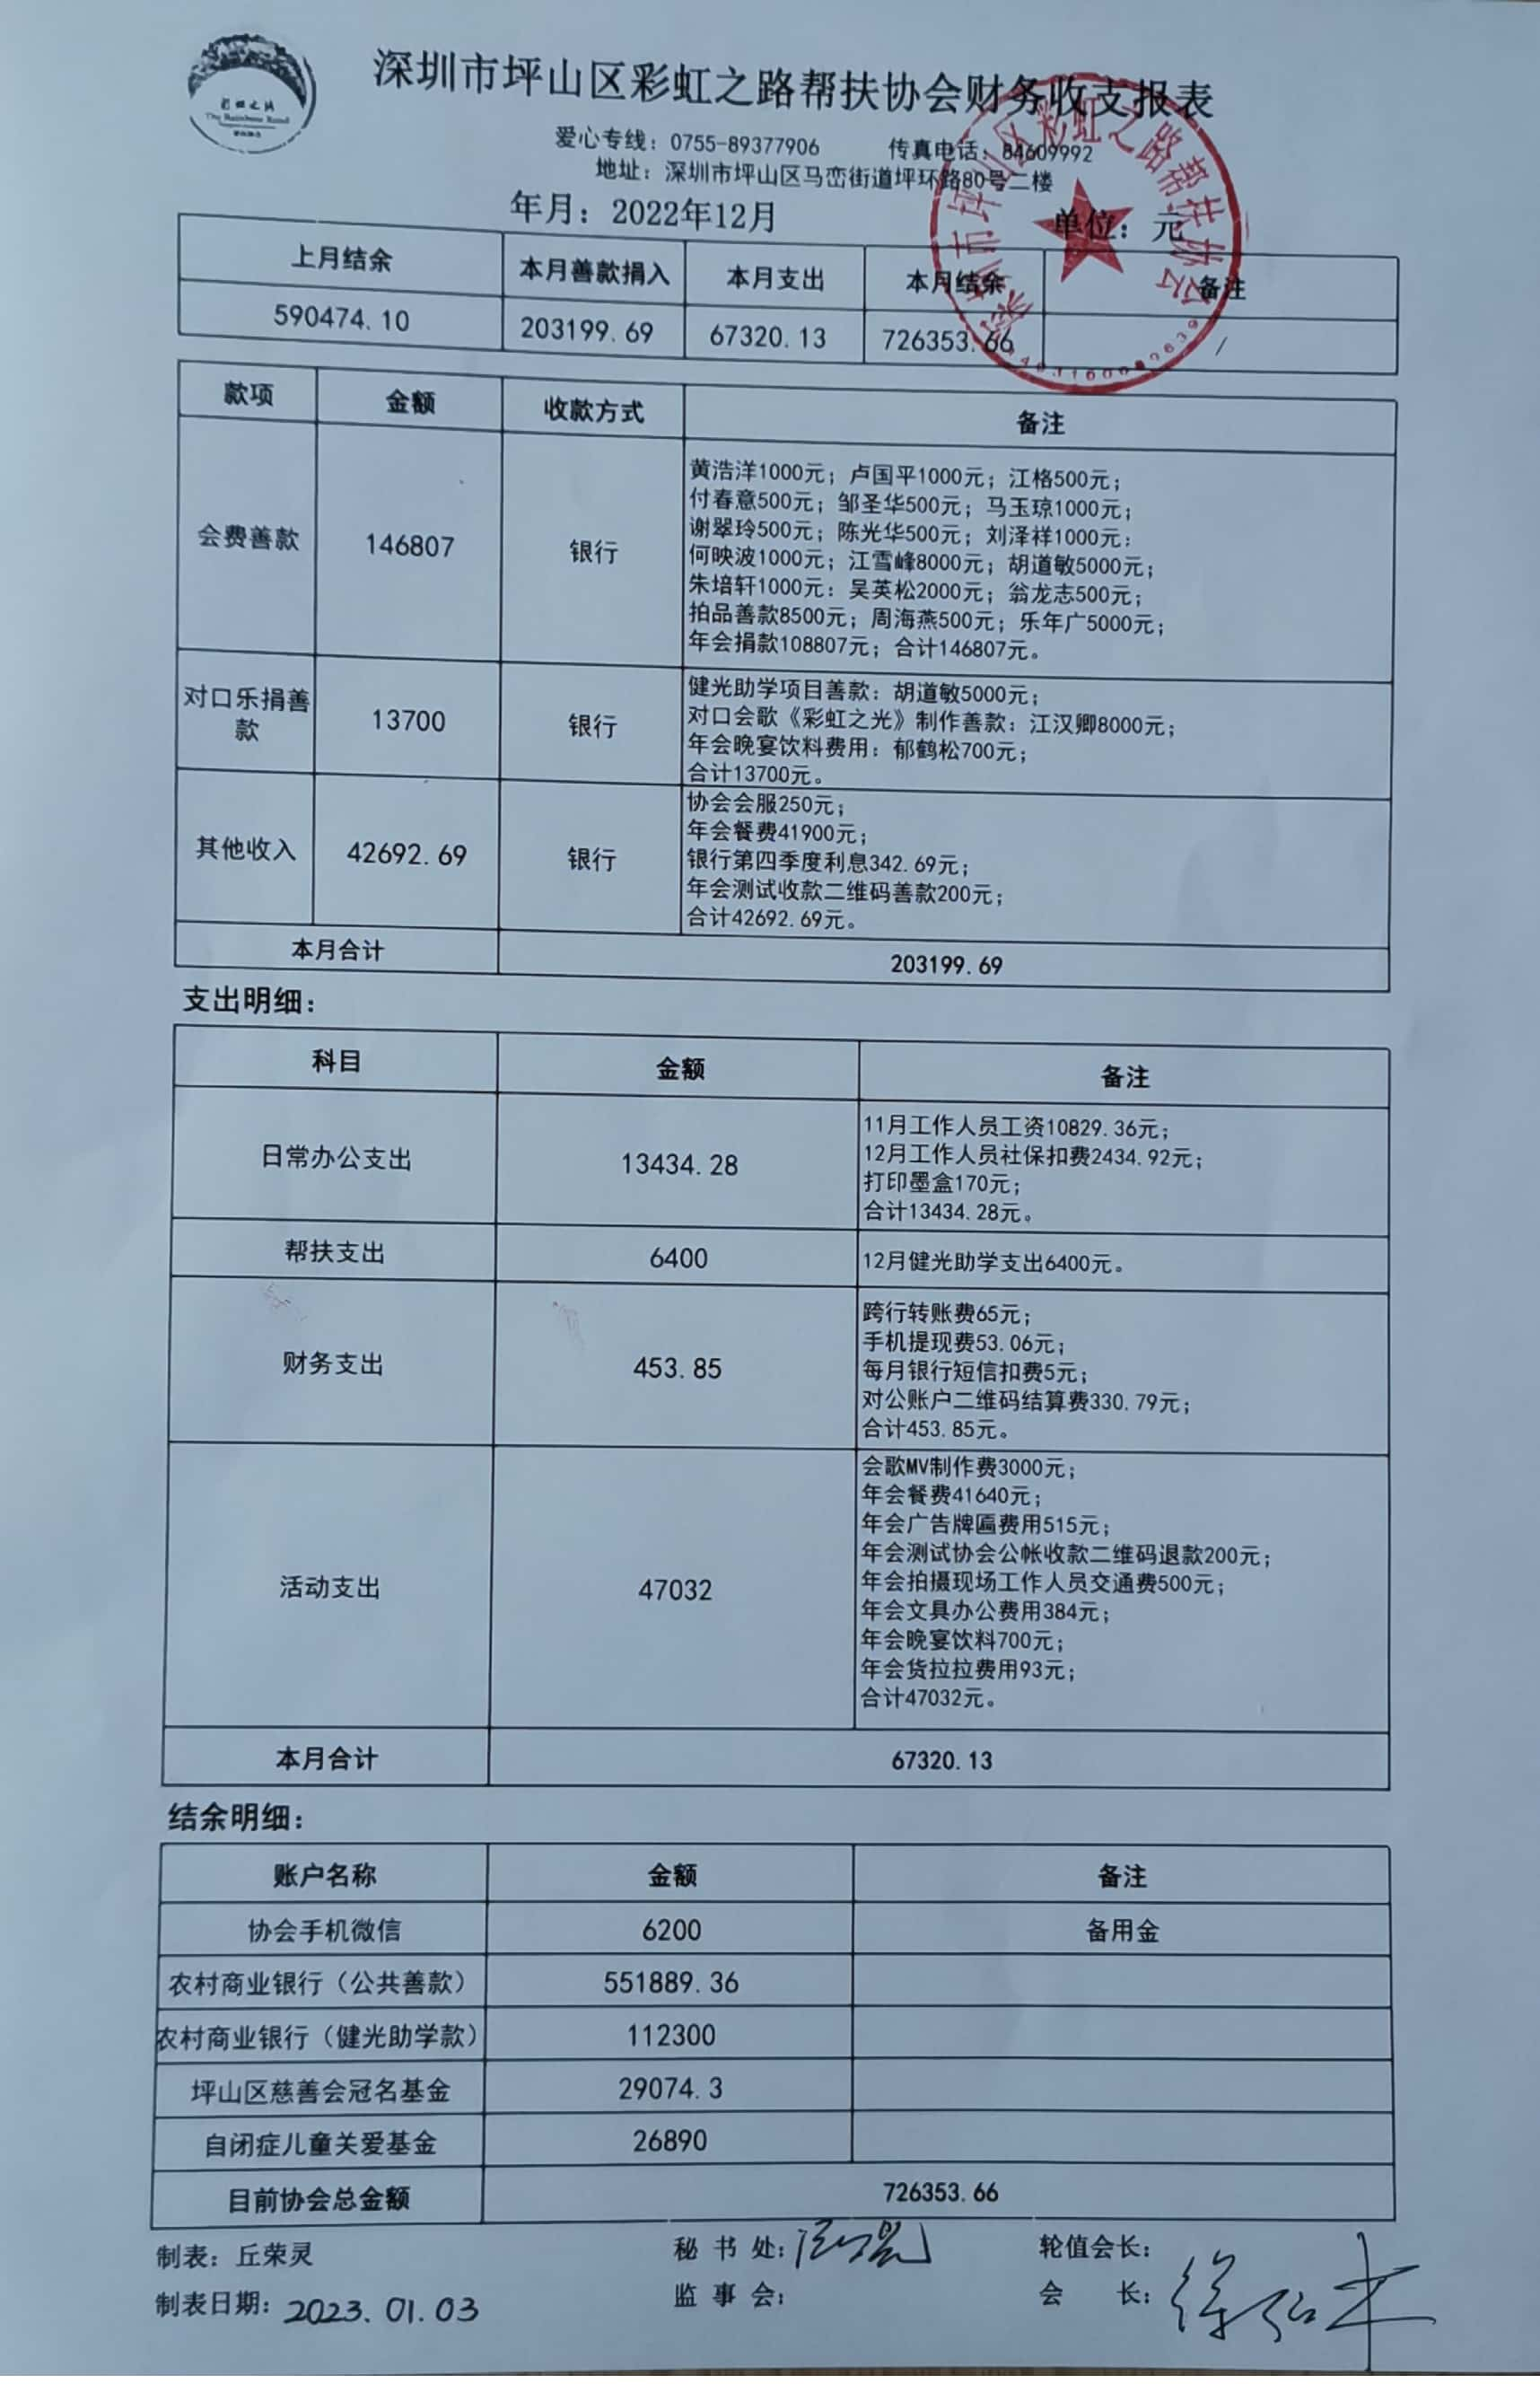 彩虹之路
The Rainbow Road
深圳市坪山区彩虹之路帮扶协会财务收支报表
爱心专线：0755-89377906 传真电话：84609992
地址：深圳市坪山区马峦街道坪环路80号二楼
年月：2022年12月 单位：元
深圳市坪山区彩虹之路帮扶协会
上月结余 本月善款捐入 本月支出 本月结余 备注
590474.10 203199.69 67320.13 726353.66 /
款项 金额 收款方式 备注
会费善款 146807 银行
黄浩洋1000元；卢国平1000元；江格500元；
付春意500元；邹圣华500元；马玉琼1000元；
谢翠玲500元；陈光华500元；刘泽祥1000元：
何映波1000元；江雪峰8000元；胡道敏5000元；
朱培轩1000元：吴英松2000元；翁龙志500元；
拍品善款8500元；周海燕500元；乐年广5000元；
年会捐款108807元；合计146807元。
对口乐捐善
款
13700 银行
健光助学项目善款：胡道敏5000元；
对口会歌《彩虹之光》制作善款：江汉卿8000元；
年会晚宴饮料费用：郁鹤松700元；
合计13700元。
其他收入 42692.69 银行
协会会服250元；
年会餐费41900元；
银行第四季度利息342.69元；
年会测试收款二维码善款200元；
合计42692.69元。
本月合计 203199.69
支出明细：
科目 金额 备注
日常办公支出 13434.28
11月工作人员工资10829.36元；
12月工作人员社保扣费2434.92元；
打印墨盒170元；
合计13434.28元。
帮扶支出 6400 12月健光助学支出6400元。
财务支出 453.85
跨行转账费65元；
手机提现费53.06元；
每月银行短信扣费5元；
对公账户二维码结算费330.79元；
合计453.85元。
活动支出 47032
会歌MV制作费3000元；
年会餐费41640元；
年会广告牌匾费用515元；
年会测试协会公帐收款二维码退款200元；
年会拍摄现场工作人员交通费500元；
年会文具办公费用384元；
年会晚宴饮料700元；
年会货拉拉费用93元；
合计47032元。
本月合计 67320.13
结余明细：
账户名称 金额 备注
协会手机微信 6200 备用金
农村商业银行（公共善款） 551889.36
农村商业银行（健光助学款） 112300
坪山区慈善会冠名基金 29074.3
自闭症儿童关爱基金 26890
目前协会总金额 726353.66
制表：丘荣灵 秘 书 处： 轮值会长：
制表日期：2023.01.03 监 事 会： 会 长：